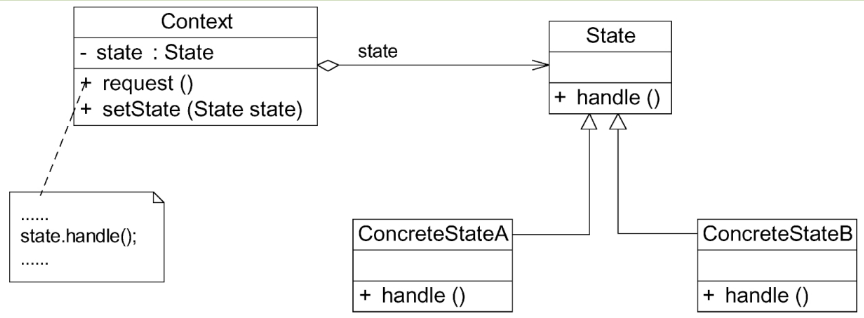 Context
- state : State
+ request ()
+ setState (State state)
state
State
+ handle ()
......
state.handle();
......
ConcreteStateA
+ handle ()
ConcreteStateB
+ handle ()